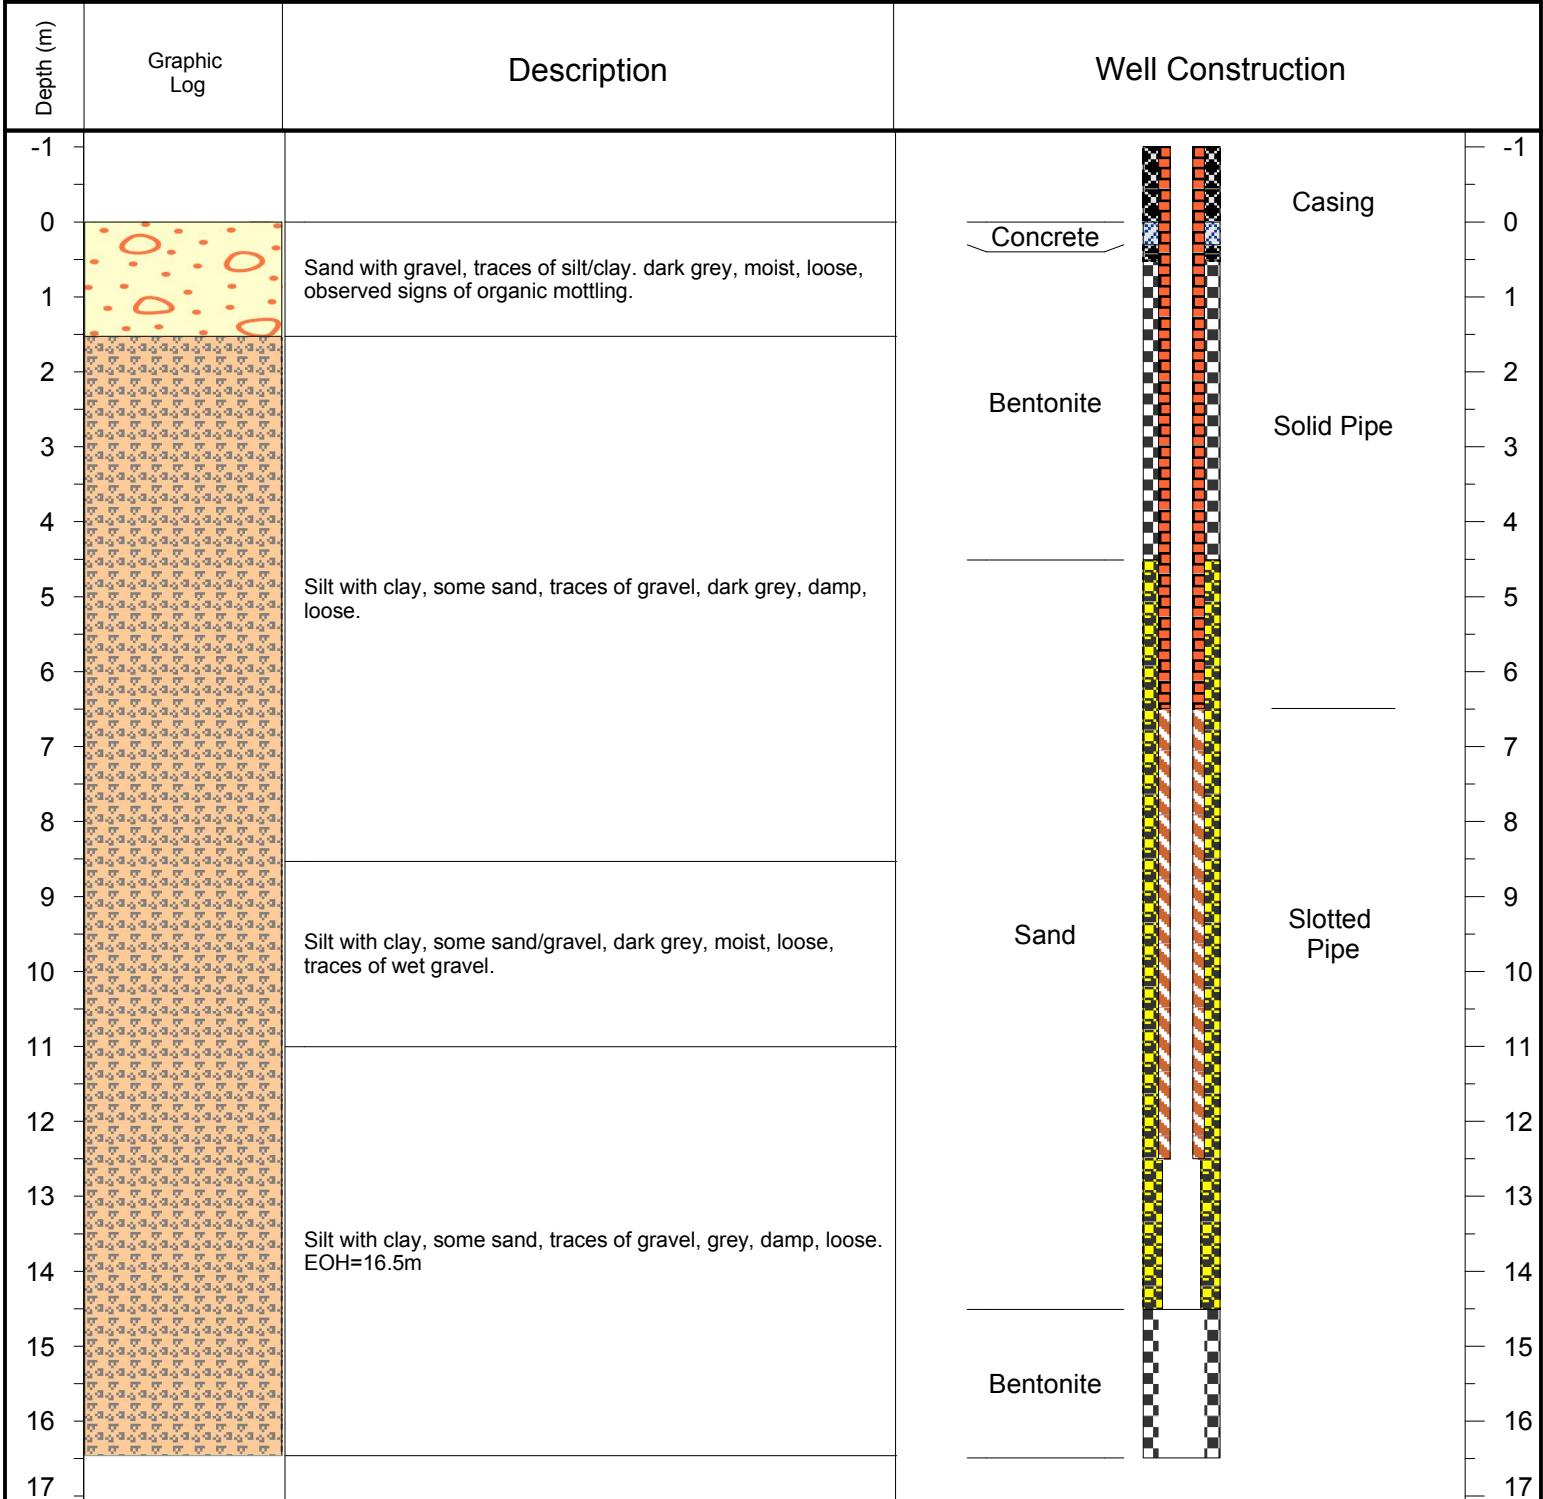 Depth (m)
Graphic
Log
Description
Well Construction
-1
0
1
2
3
4
5
6
7
8
9
10
11
12
13
14
15
16
17
Sand with gravel, traces of silt/clay. dark grey, moist, loose,
observed signs of organic mottling.
Silt with clay, some sand, traces of gravel, dark grey, damp,
loose.
Silt with clay, some sand/gravel, dark grey, moist, loose,
traces of wet gravel.
Silt with clay, some sand, traces of gravel, grey, damp, loose.
EOH=16.5m
Concrete
Bentonite
Sand
Bentonite
Casing
Solid Pipe
Slotted
Pipe
-1
0
1
2
3
4
5
6
7
8
9
10
11
12
13
14
15
16
17